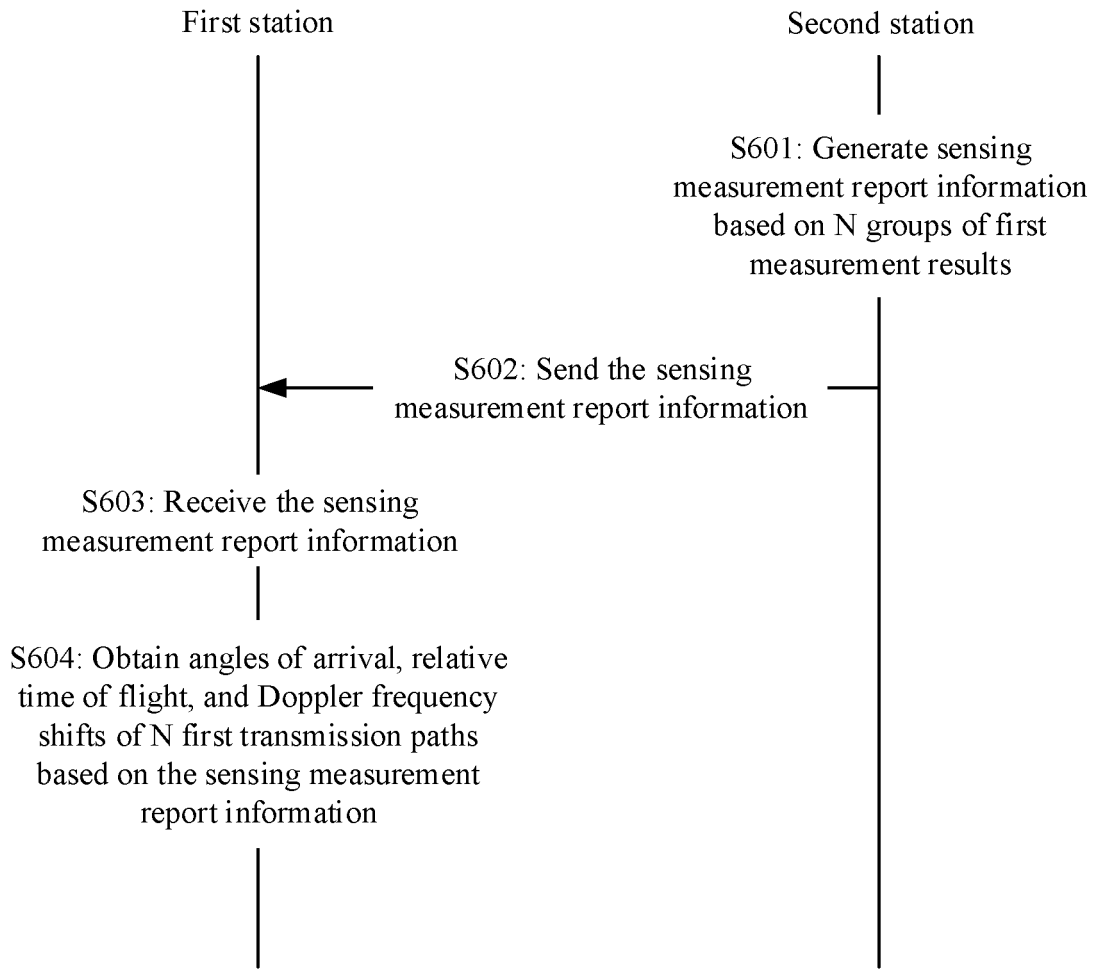 First station
Second station
S601: Generate sensing
measurement report information
based on N groups of first
measurement results
S602: Send the sensing
measurement report information
S603: Receive the sensing
measurement report information
S604: Obtain angles of arrival, relative
time of flight, and Doppler frequency
shifts of N first transmission paths
based on the sensing measurement
report information